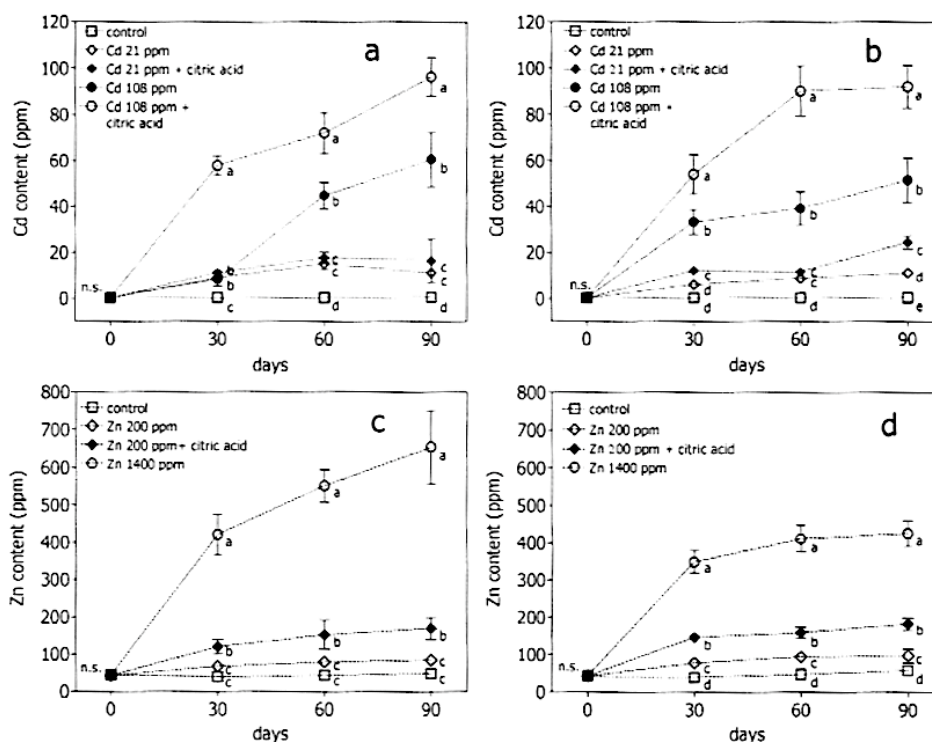 a
control
Cd 21 ppm
Cd 21 ppm + citric acid
Cd 108 ppm
Cd 108 ppm +
citric acid
Cd content (ppm)
120
100
80
60
40
20
0
n.s.
a
a
a
b
b
b
c
c
c
c
c
d
d
0
30
60
90
days
b
control
Cd 21 ppm
Cd 21 ppm + citric acid
Cd 108 ppm
Cd 108 ppm +
citric acid
Cd content (ppm)
120
100
80
60
40
20
0
n.s.
a
a
a
b
b
b
c
c
c
d
c
d
d
d
e
0
30
60
90
days
c
control
Zn 200 ppm
Zn 200 ppm+ citric acid
Zn 1400 ppm
Zn content (ppm)
800
700
600
500
400
300
200
100
0
n.s.
a
a
a
b
b
b
c
c
c
c
c
c
0
30
60
90
days
d
control
Zn 200 ppm
Zn 200 ppm + citric acid
Zn 1400 ppm
Zn content (ppm)
800
700
600
500
400
300
200
100
0
n.s.
a
a
a
b
b
b
c
c
c
d
d
d
0
30
60
90
days